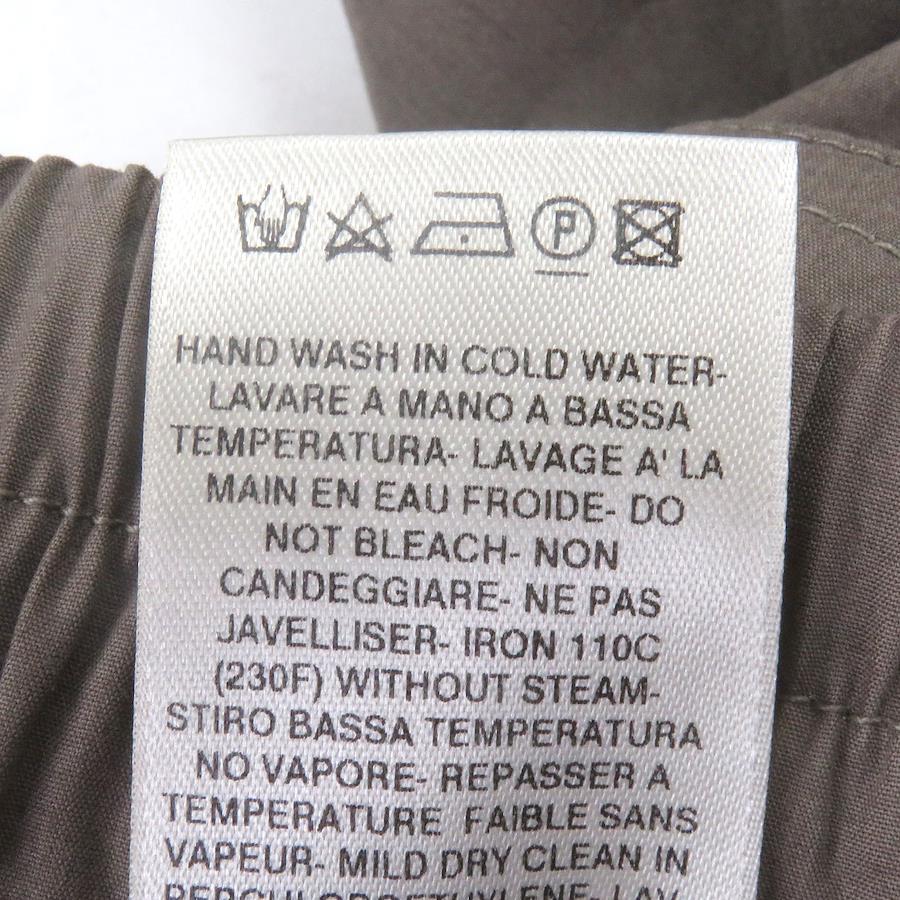 P
HAND WASH IN COLD WATER-
LAVARE A MANO A BASSA
TEMPERATURA- LAVAGE A' LA
MAIN EN EAU FROIDE- DO
NOT BLEACH- NON
CANDEGGIARE- NE PAS
JAVELLISER- IRON 110C
(230F) WITHOUT STEAM-
STIRO BASSA TEMPERATURA
NO VAPORE- REPASSER A
TEMPERATURE FAIBLE SANS
VAPEUR- MILD DRY CLEAN IN
PERCHLOROETHYLENE- LAV